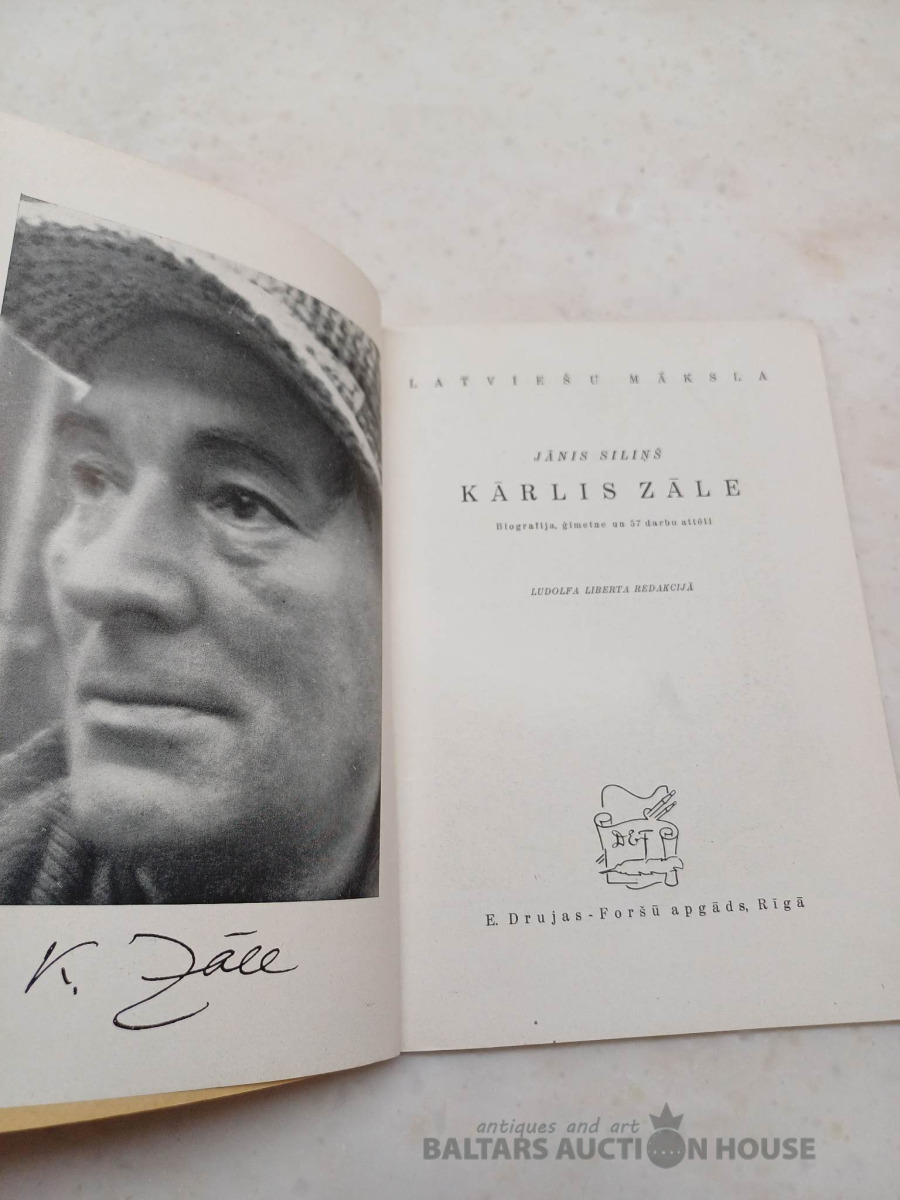 K. Zāle
LATVIEŠU MĀKSLA
JĀNIS SILIŅŠ
KĀRLIS ZĀLE
Biografija, ģimetne un 57 darbu attēli
LUDOLFA LIBERTA REDAKCIJĀ
D&F
E. Drujas-Foršū apgāds, Rīgā
antiques and art
BALTARS AUCTION HOUSE